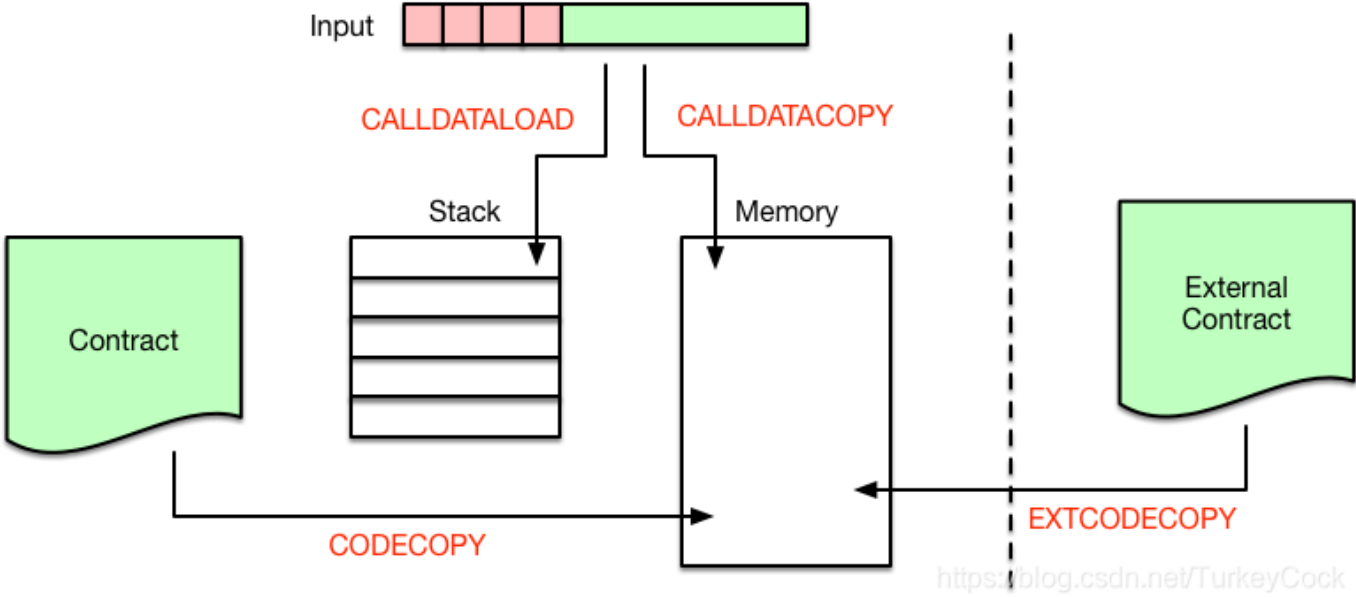 Input
CALLDATALOAD
CALLDATACOPY
Stack
Memory
Contract
External
Contract
CODECOPY
EXTCODECOPY
https://blog.csdn.net/TurkeyCock